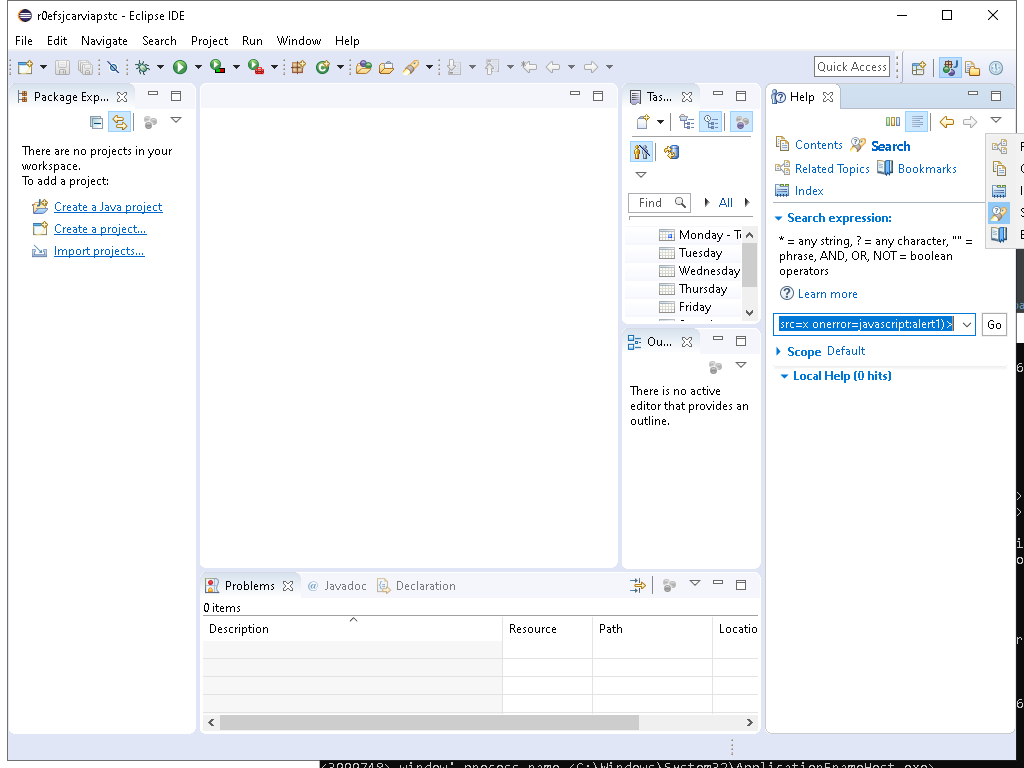 r0efsjcarviapstc - Eclipse IDE
File Edit Navigate Search Project Run Window Help
Quick Access
Package Exp...
There are no projects in your
workspace.
To add a project:
Create a Java project
Create a project...
Import projects...
Tas...
Find
All
Monday - To
Tuesday
Wednesday
Thursday
Friday
Ou...
There is no active
editor that provides an
outline.
Help
Contents Search
Related Topics Bookmarks
Index
Search expression:
* = any string, ? = any character, "" =
phrase, AND, OR, NOT = boolean
operators
Learn more
src=x onerror=javascript:alert1)>
Go
Scope Default
Local Help (0 hits)
Problems @ Javadoc Declaration
0 items
Description Resource Path Locatio
<3999748> window' process name <C:\Windows\System32\ApplicationFrameHost.exe>